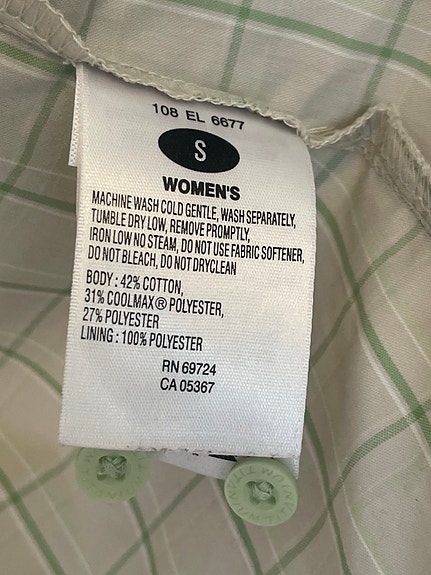 108 EL 6677
S
WOMEN'S
MACHINE WASH COLD GENTLE, WASH SEPARATELY,
TUMBLE DRY LOW, REMOVE PROMPTLY,
IRON LOW NO STEAM, DO NOT USE FABRIC SOFTENER,
DO NOT BLEACH, DO NOT DRYCLEAN
BODY : 42% COTTON,
31% COOLMAX® POLYESTER,
27% POLYESTER
LINING : 100% POLYESTER
RN 69724
CA 05367